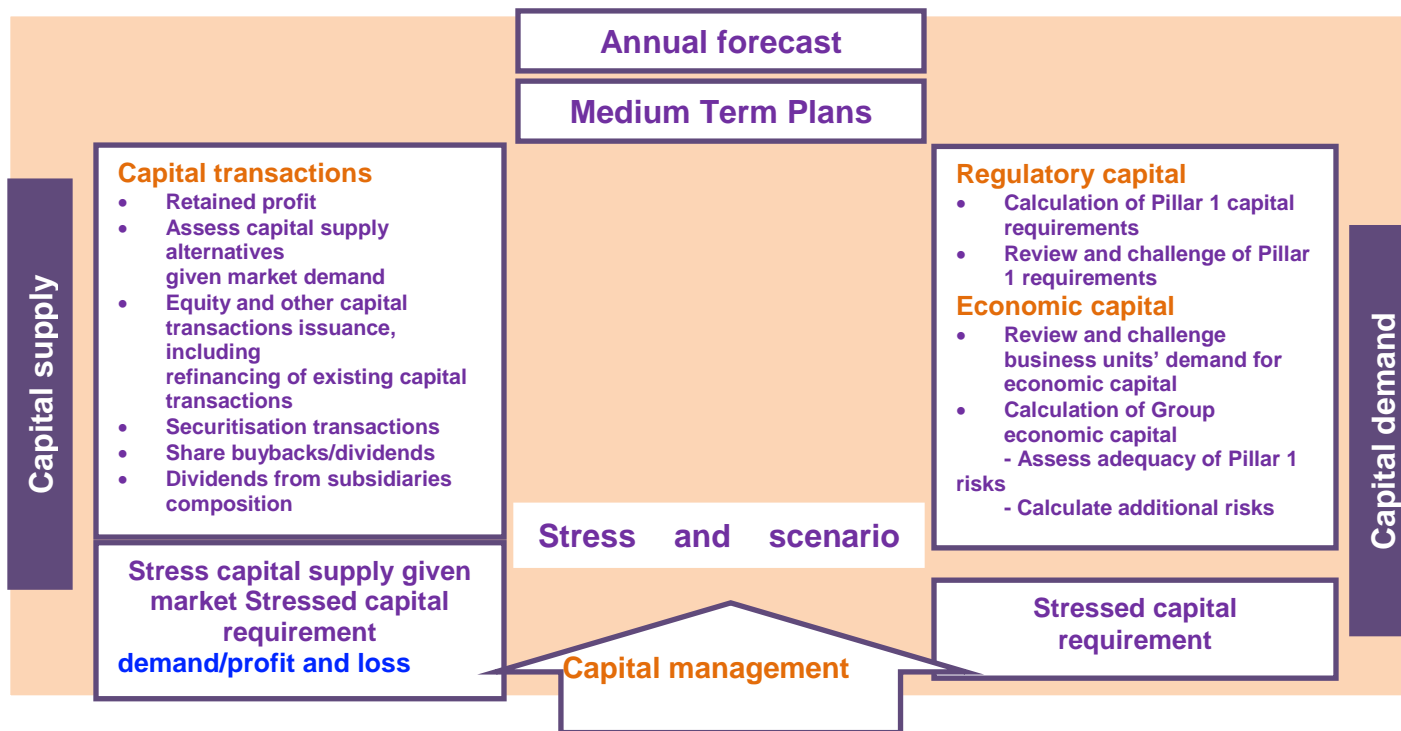 Annual forecast
Medium Term Plans
Capital supply
Capital transactions
• Retained profit
• Assess capital supply
alternatives
given market demand
• Equity and other capital
transactions issuance,
including
refinancing of existing capital
transactions
• Securitisation transactions
• Share buybacks/dividends
• Dividends from subsidiaries
composition
Stress capital supply given
market Stressed capital
requirement
demand/profit and loss
Stress and scenario
Capital management
Regulatory capital
• Calculation of Pillar 1 capital
requirements
• Review and challenge of Pillar
1 requirements
Economic capital
• Review and challenge
business units’ demand for
economic capital
• Calculation of Group
economic capital
- Assess adequacy of Pillar 1
risks
- Calculate additional risks
Stressed capital
requirement
Capital demand